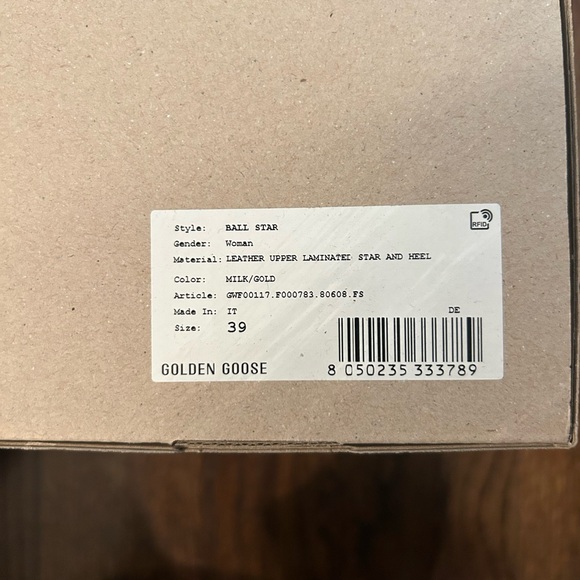 Style: BALL STAR
RFID
Gender: Woman
Material: LEATHER UPPER LAMINATED STAR AND HEEL
Color: MILK/GOLD
Article: GWF00117.F000783.80608.FS
Made In: IT
DE
Size: 39
GOLDEN GOOSE
8 050235 333789